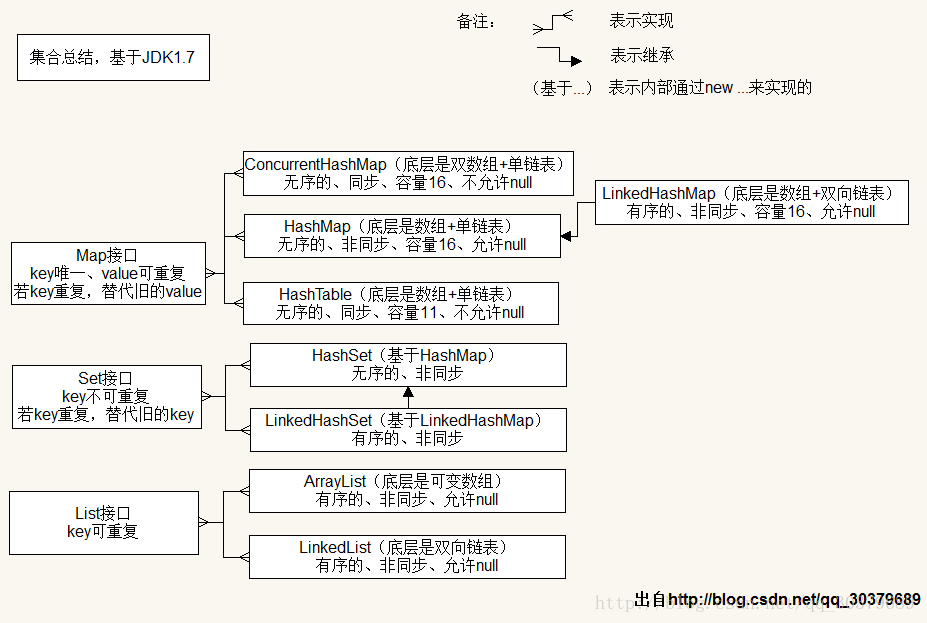 备注：
表示实现
集合总结，基于JDK1.7
表示继承
（基于...） 表示内部通过new ...来实现的
ConcurrentHashMap（底层是双数组+单链表）
无序的、同步、容量16、不允许null
LinkedHashMap（底层是数组+双向链表）
有序的、非同步、容量16、允许null
HashMap（底层是数组+单链表）
无序的、非同步、容量16、允许null
Map接口
key唯一、value可重复
若key重复，替代旧的value
HashTable（底层是数组+单链表）
无序的、同步、容量11、不允许null
HashSet（基于HashMap）
无序的、非同步
Set接口
key不可重复
若key重复，替代旧的key
LinkedHashSet（基于LinkedHashMap）
有序的、非同步
ArrayList（底层是可变数组）
有序的、非同步、允许null
List接口
key可重复
LinkedList（底层是双向链表）
有序的、非同步、允许null
出自http://blog.csdn.net/qq_30379689
http://blog.csdn.net/qq_30379689